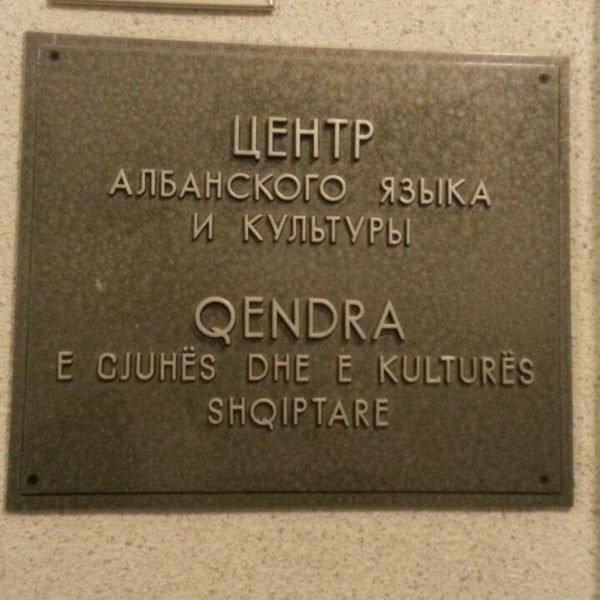 ЦЕНТР
АЛБАНСКОГО ЯЗЫКА
И КУЛЬТУРЫ
QENDRA
E GJUHËS DHE E KULTURËS
SHQIPTARE